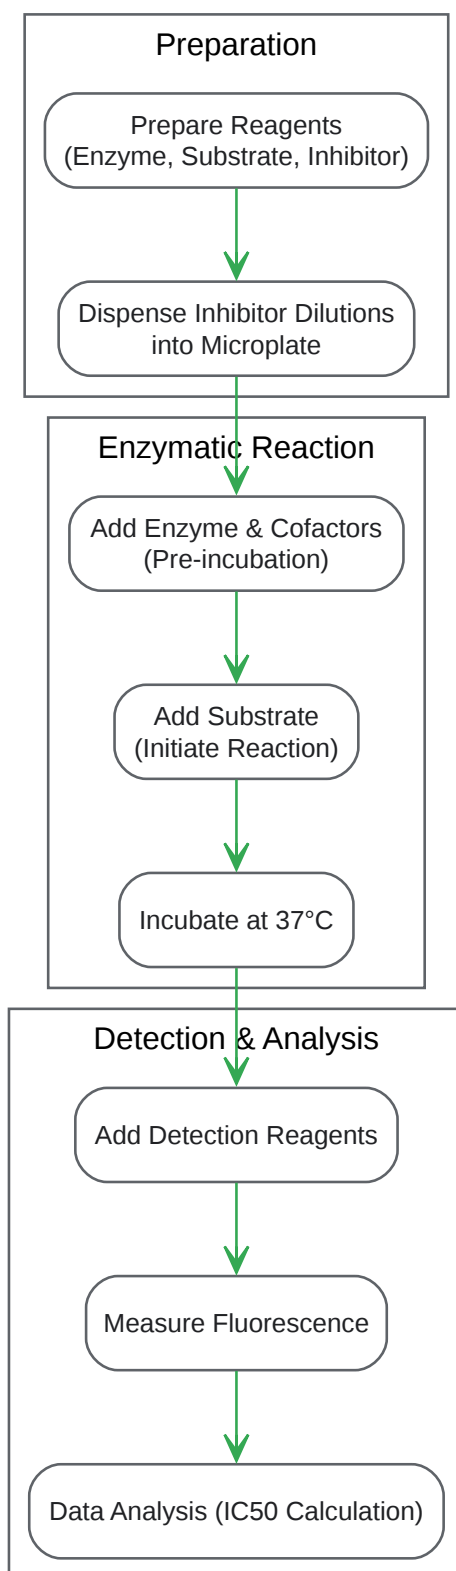 Preparation
Prepare Reagents
(Enzyme, Substrate, Inhibitor)
Dispense Inhibitor Dilutions
into Microplate
Enzymatic Reaction
Add Enzyme & Cofactors
(Pre-incubation)
Add Substrate
(Initiate Reaction)
Incubate at 37°C
Detection & Analysis
Add Detection Reagents
Measure Fluorescence
Data Analysis (IC50 Calculation)